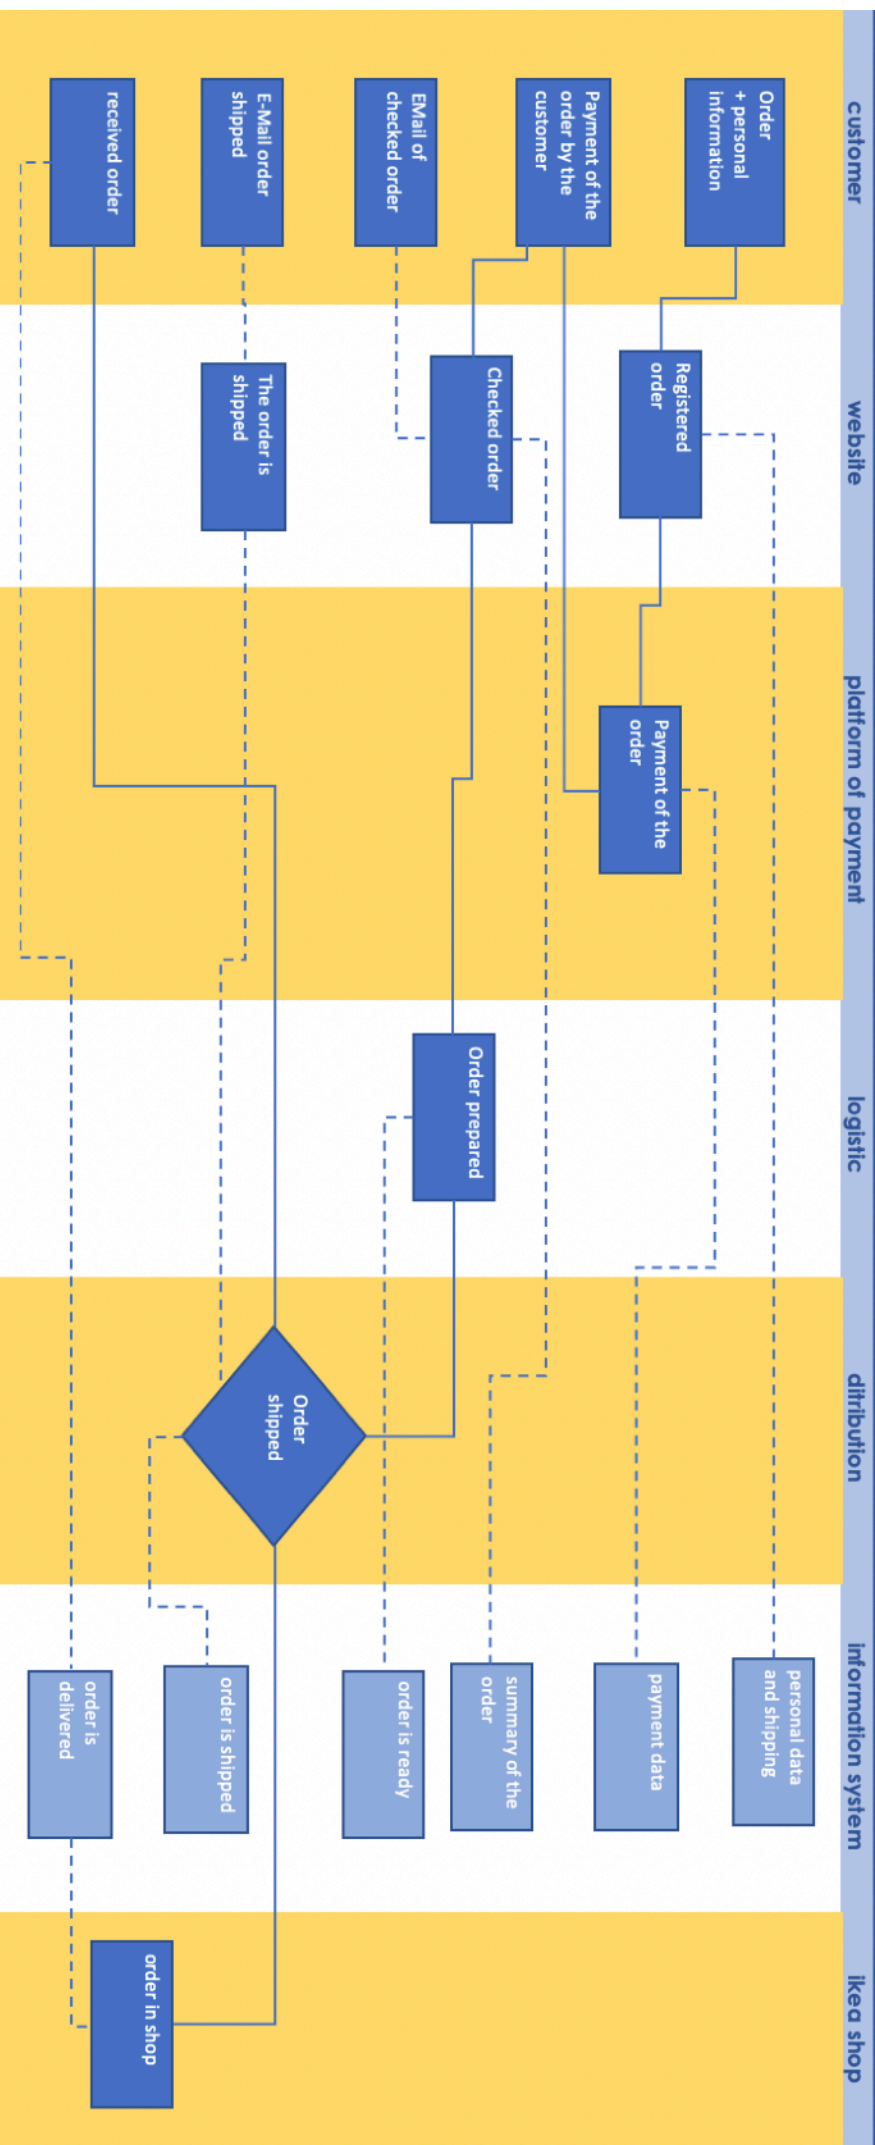 customer
website
platform of payment
logistic
ditribution
information system
ikea shop
Order
+ personal
information
Registered
order
personal data
and shipping
Payment of the
order
payment data
Payment of the
order by the
customer
Checked order
summary of the
order
EMail of
checked order
Order prepared
order is ready
E-Mail order
shipped
The order is
shipped
Order
shipped
order is shipped
received order
order is
delivered
order in shop